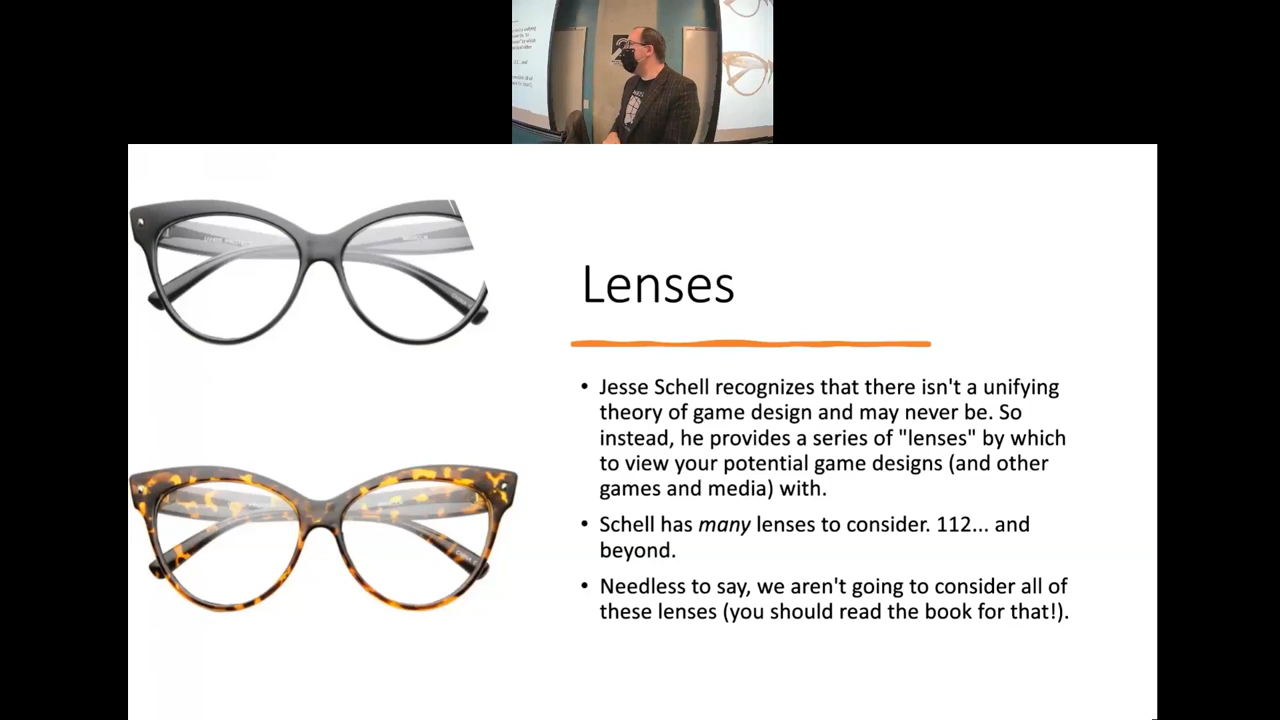 Lenses
• Jesse Schell recognizes that there isn't a unifying
theory of game design and may never be. So
instead, he provides a series of "lenses" by which
to view your potential game designs (and other
games and media) with.
• Schell has many lenses to consider. 112... and
beyond.
• Needless to say, we aren't going to consider all of
these lenses (you should read the book for that!).